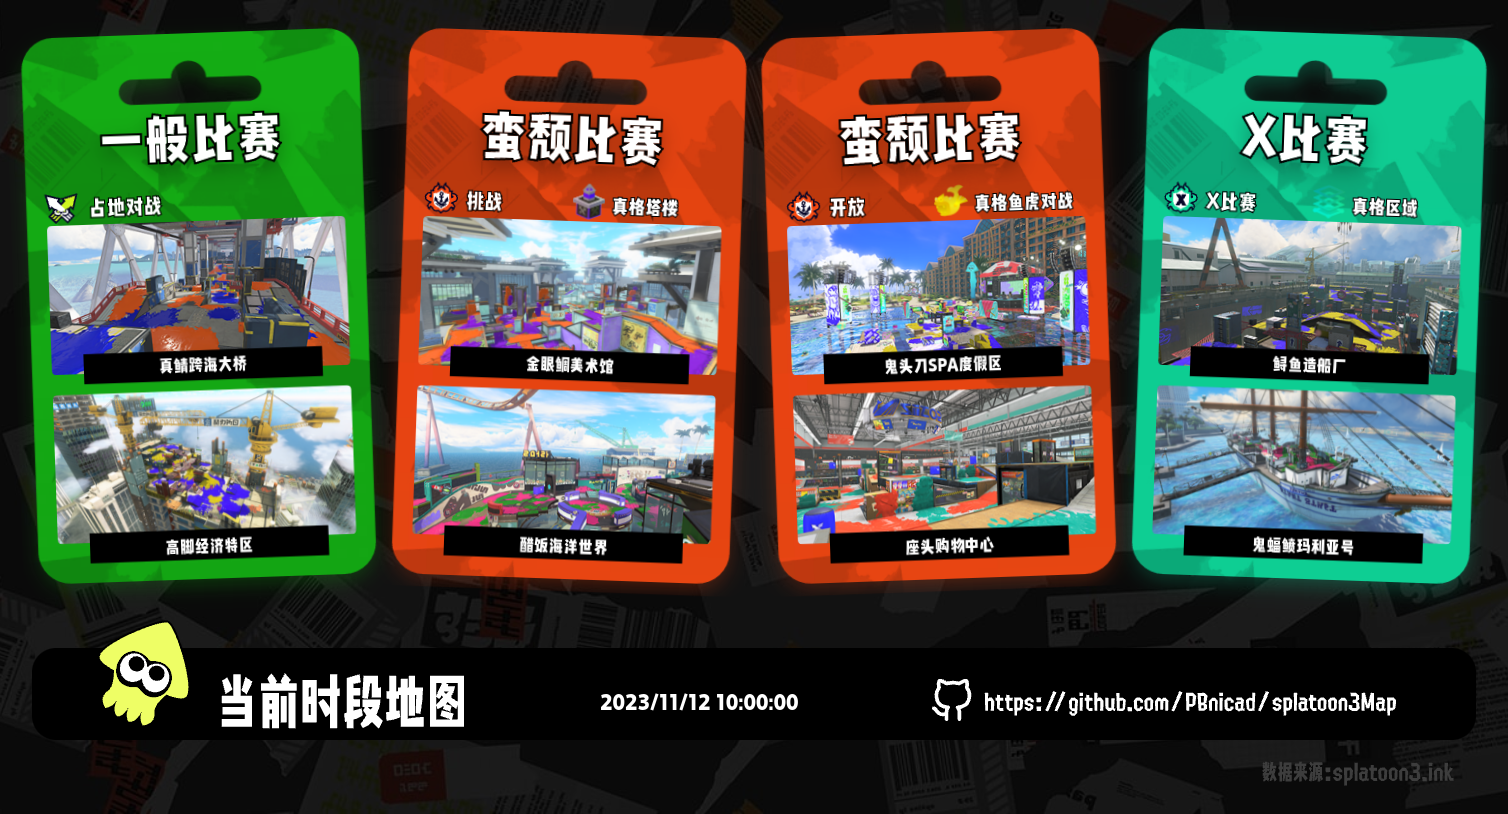 一般比赛
占地对战
真鲷跨海大桥
高脚经济特区
蛮颓比赛
挑战
真格塔楼
金眼鲷美术馆
醋饭海洋世界
蛮颓比赛
开放
真格鱼虎对战
鬼头刀SPA度假区
座头购物中心
X比赛
X比赛
真格区域
鲟鱼造船厂
鬼蝠鲼玛利亚号
当前时段地图
2023/11/12 10:00:00
https://github.com/PBnicad/splatoon3Map
数据来源:splatoon3.ink